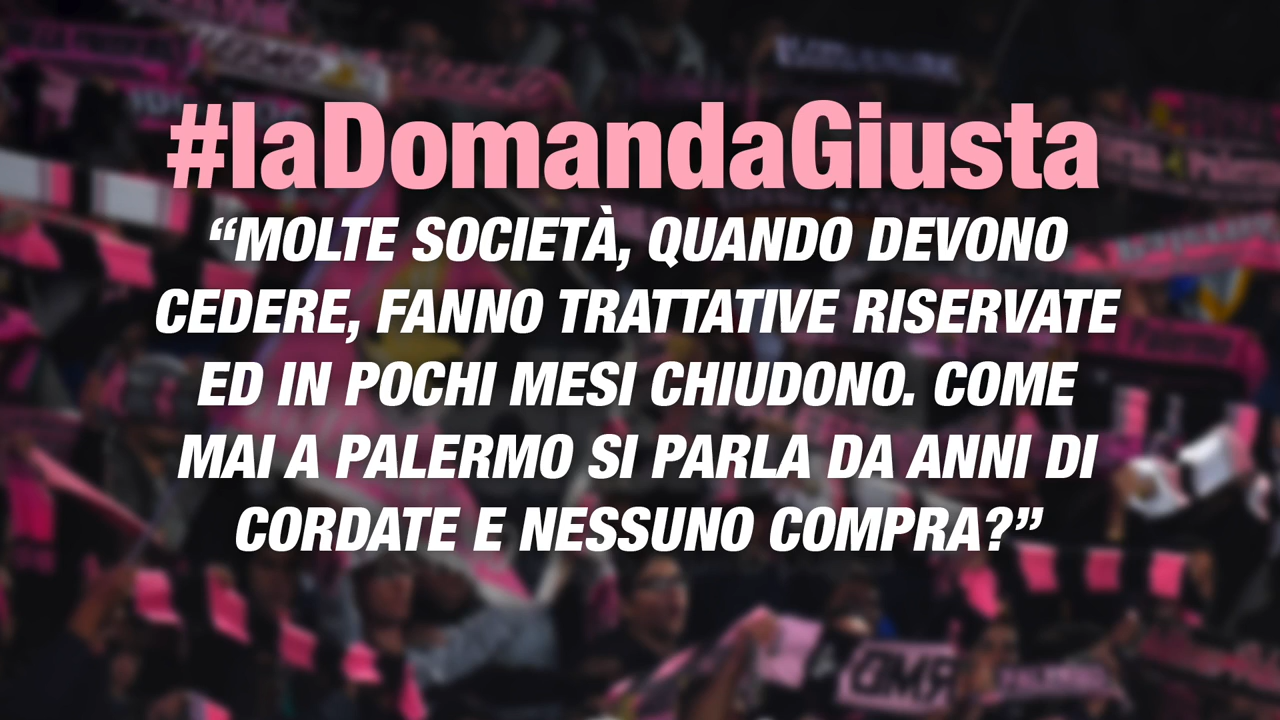 #laDomandaGiusta
“MOLTE SOCIETÀ, QUANDO DEVONO
CEDERE, FANNO TRATTATIVE RISERVATE
ED IN POCHI MESI CHIUDONO. COME
MAI A PALERMO SI PARLA DA ANNI DI
CORDATE E NESSUNO COMPRA?”